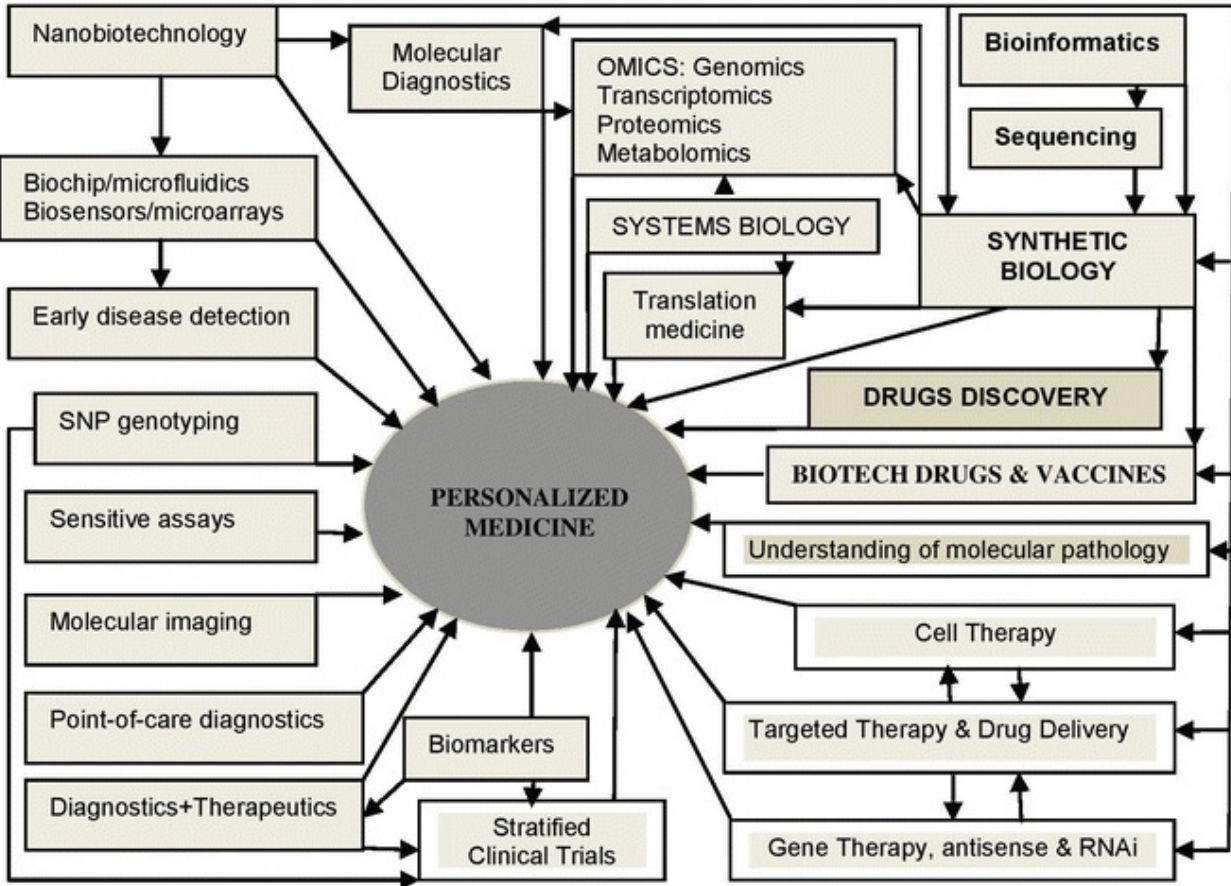 Nanobiotechnology
Molecular
Diagnostics
OMICS: Genomics
Transcriptomics
Proteomics
Metabolomics
Bioinformatics
Sequencing
Biochip/microfluidics
Biosensors/microarrays
SYSTEMS BIOLOGY
SYNTHETIC
BIOLOGY
Early disease detection
Translation
medicine
DRUGS DISCOVERY
SNP genotyping
BIOTECH DRUGS & VACCINES
PERSONALIZED
MEDICINE
Sensitive assays
Understanding of molecular pathology
Molecular imaging
Cell Therapy
Point-of-care diagnostics
Biomarkers
Targeted Therapy & Drug Delivery
Diagnostics+Therapeutics
Stratified
Clinical Trials
Gene Therapy, antisense & RNAi